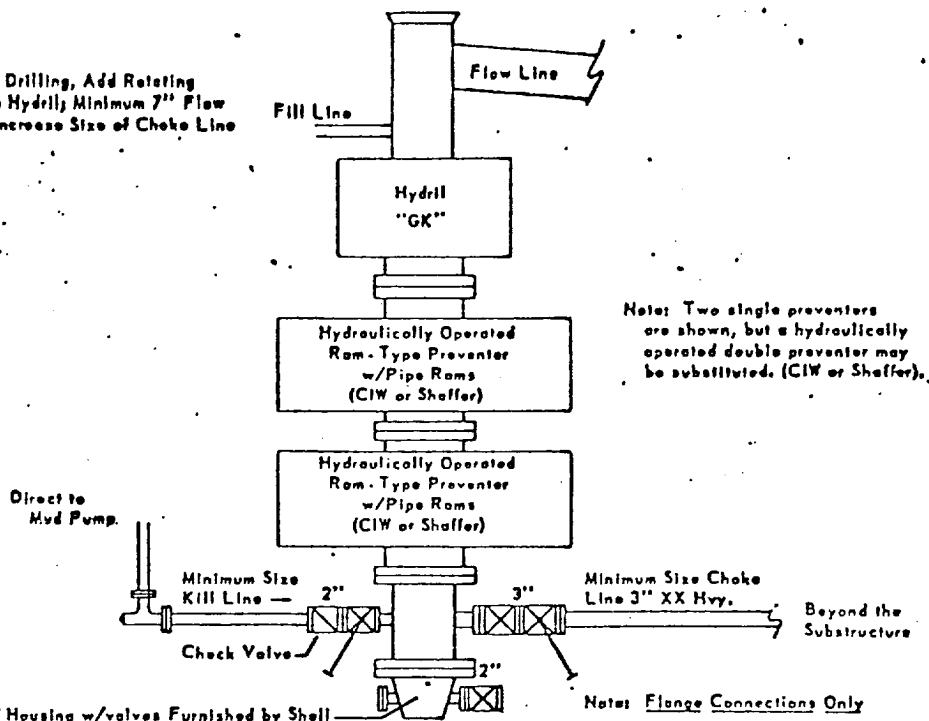 Drilling, Add Rotating
Hydril; Minimum 7" Flow
Increase Size of Choke Line
Flow Line
Fill Line
Hydril
"GK"
Hydraulically Operated
Ram-Type Preventer
w/Pipe Rams
(CIW or Shaffer)
Note: Two single preventers
are shown, but a hydraulically
operated double preventer may
be substituted. (CIW or Shaffer).
Hydraulically Operated
Ram-Type Preventer
w/Pipe Rams
(CIW or Shaffer)
Direct to
Mud Pump.
Minimum Size
Kill Line →
2"
3"
Minimum Size Choke
Line 3" XX Hvy.
Beyond the
Substructure
Check Valve
2"
Housing w/valves Furnished by Shell
Note: Flange Connections Only